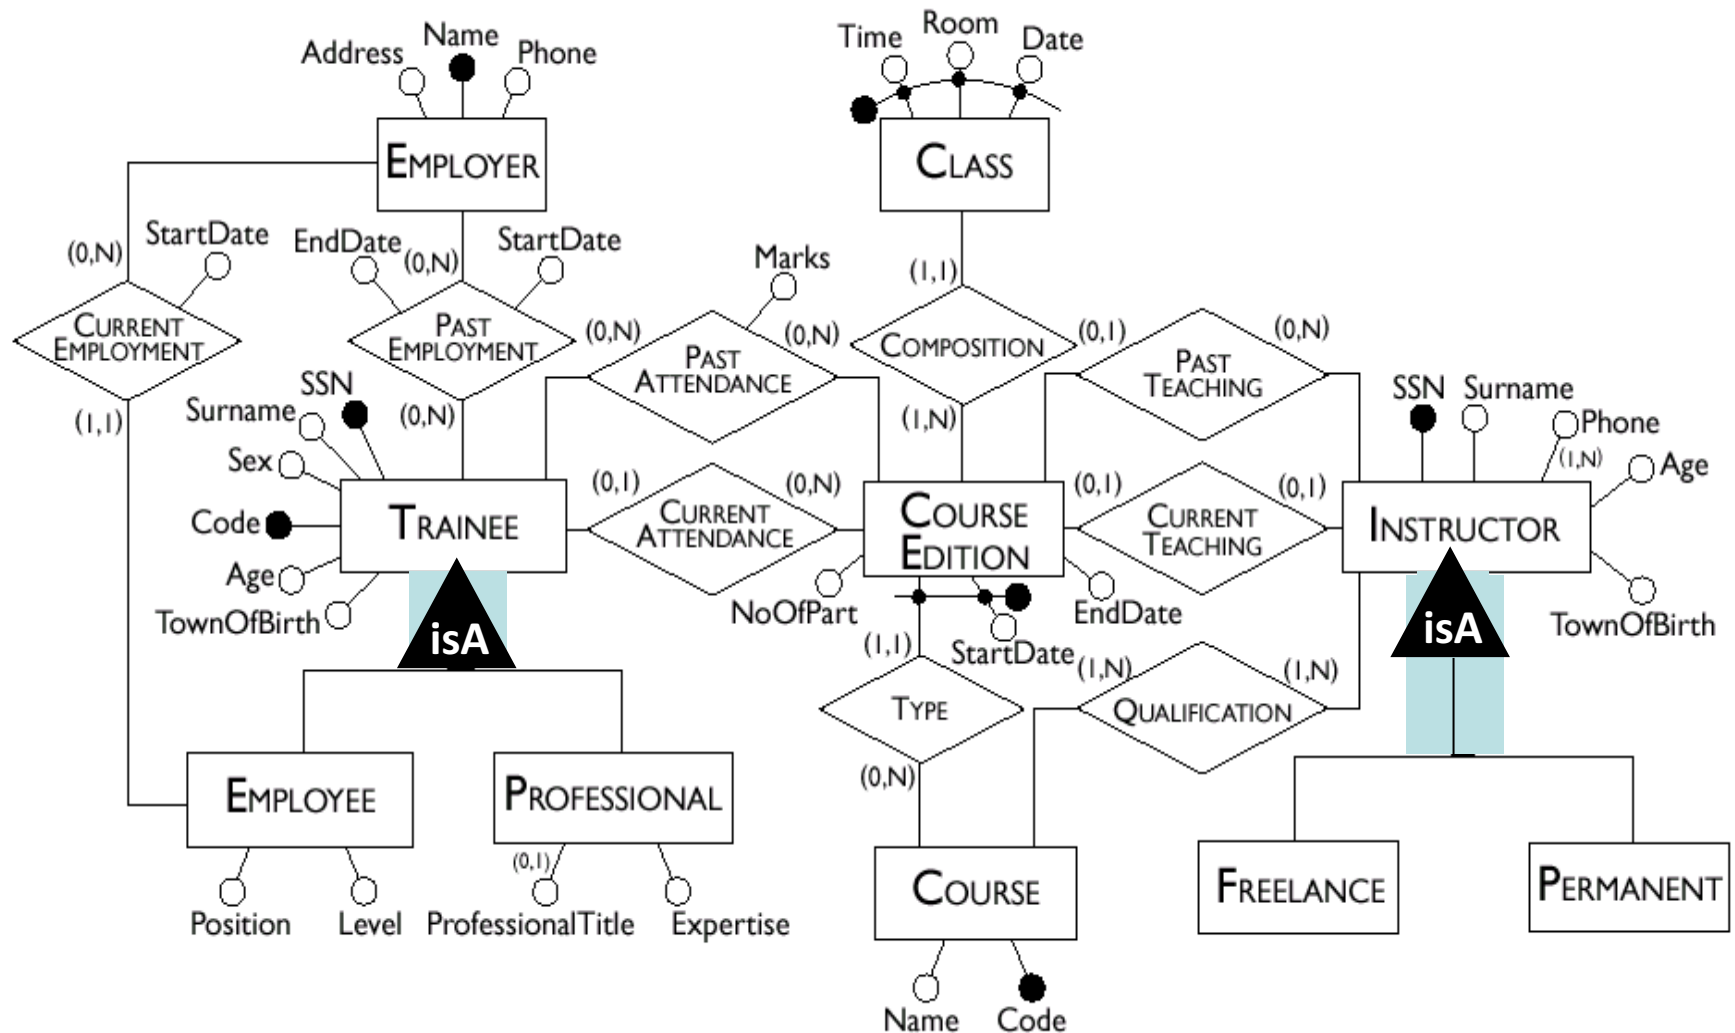 Name
Address
Phone
EMPLOYER
Time
Room
Date
CLASS
(0,N)
StartDate
EndDate
(0,N)
StartDate
CURRENT
EMPLOYMENT
PAST
EMPLOYMENT
(1,1)
(0,N)
Marks
(0,N)
(0,N)
PAST
ATTENDANCE
(1,1)
COMPOSITION
(1,N)
(0,1)
(0,N)
PAST
TEACHING
SSN
Surname
Sex
Code
Age
TownOfBirth
TRAINEE
(0,1)
(0,N)
CURRENT
ATTENDANCE
COURSE
EDITION
NoOfPart
StartDate
EndDate
(0,1)
(0,1)
CURRENT
TEACHING
SSN
Surname
Phone
(1,N)
Age
INSTRUCTOR
TownOfBirth
isA
isA
(1,1)
TYPE
(0,N)
(1,N)
(1,N)
QUALIFICATION
EMPLOYEE
PROFESSIONAL
(0,1)
Position
Level
ProfessionalTitle
Expertise
COURSE
Name
Code
FREELANCE
PERMANENT